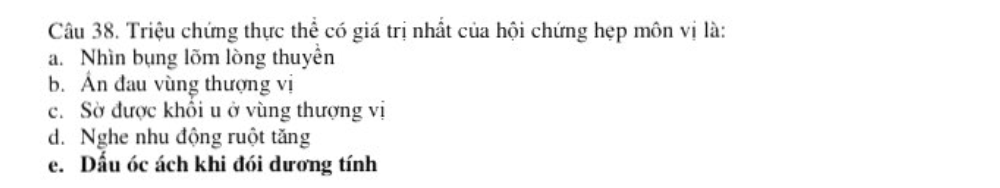 Câu 38. Triệu chứng thực thể có giá trị nhất của hội chứng hẹp môn vị là:
a. Nhìn bụng lõm lòng thuyền
b. Ấn đau vùng thượng vị
c. Sờ được khối u ở vùng thượng vị
d. Nghe nhu động ruột tăng
e. Dấu óc ách khi đói dương tính